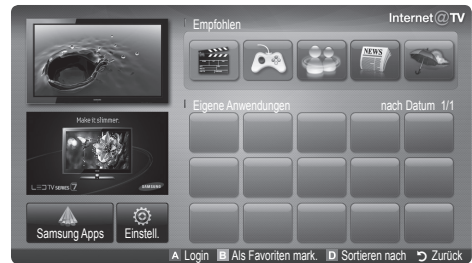 Internet@TV
Empfohlen
NEWS
Eigene Anwendungen nach Datum 1/1
Make it slimmer.
LED TV SERIES 7 SAMSUNG
Samsung Apps Einstell.
A Login B Als Favoriten mark. D Sortieren nach Zurück